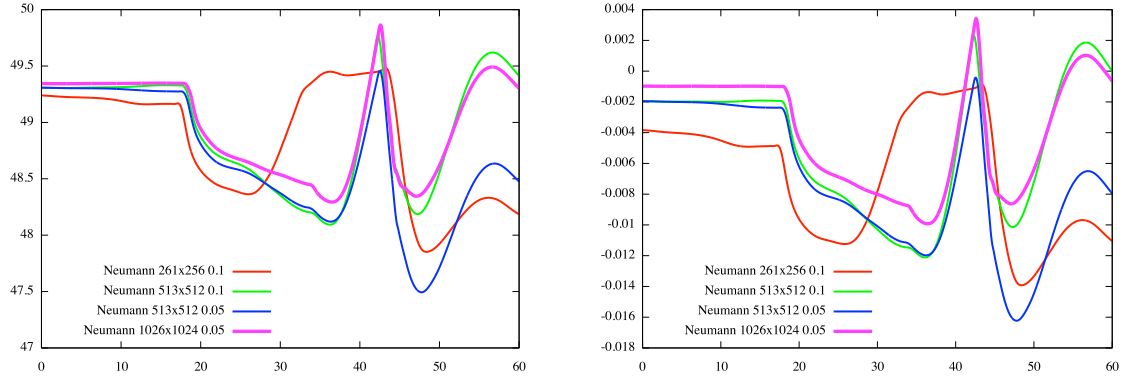 50
49.5
49
48.5
48
47.5
47
Neumann 261x256 0.1
Neumann 513x512 0.1
Neumann 513x512 0.05
Neumann 1026x1024 0.05
0 10 20 30 40 50 60
0.004
0.002
0
-0.002
-0.004
-0.006
-0.008
-0.01
-0.012
-0.014
-0.016
-0.018
Neumann 261x256 0.1
Neumann 513x512 0.1
Neumann 513x512 0.05
Neumann 1026x1024 0.05
0 10 20 30 40 50 60